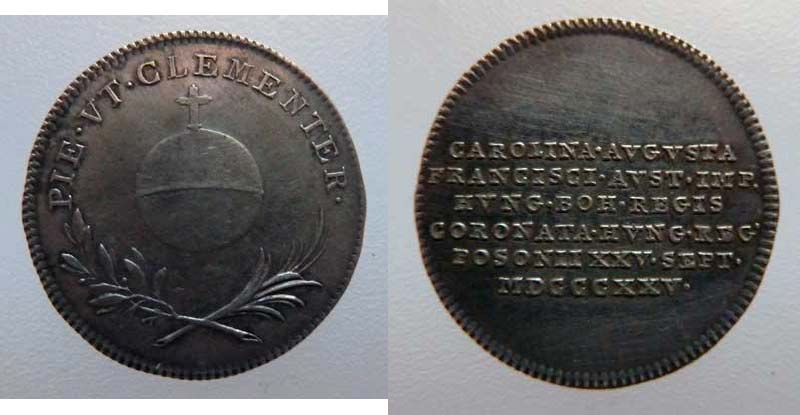 PIE·VT·CLEMENTER·
CAROLINA·AVGVSTA
FRANCISCI·AVST·IMP.
HVNG·BOH·REGIS
CORONATA·HVNG·REG·
POSONII XXV·SEPT·
MDCCCXXV·